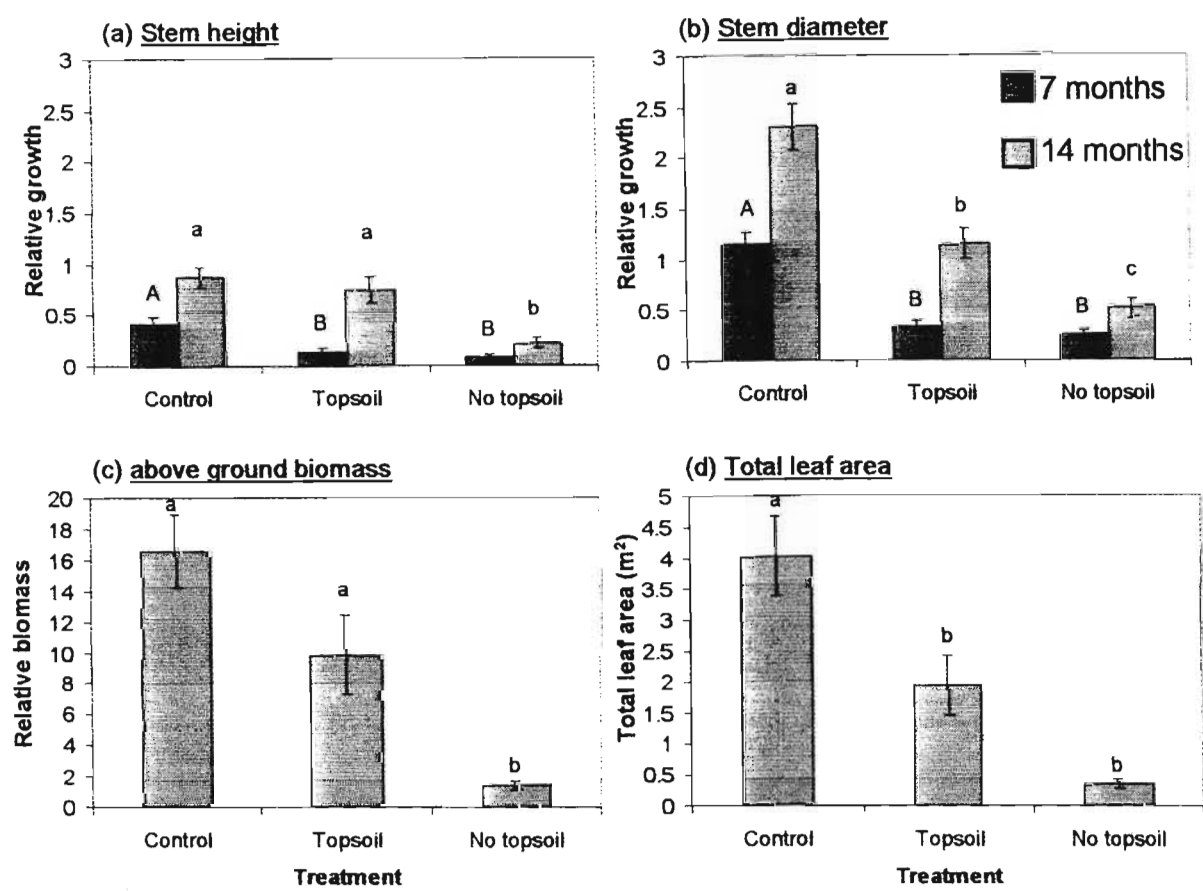 (a) Stem height
Relative growth
3
2.5
2
1.5
1
0.5
0
A
a
B
a
B
b
Control
Topsoil
No topsoil
(b) Stem diameter
Relative growth
3
2.5
2
1.5
1
0.5
0
A
a
B
b
B
c
7 months
14 months
Control
Topsoil
No topsoil
(c) above ground biomass
Relative biomass
20
18
16
14
12
10
8
6
4
2
0
a
a
b
Control
Topsoil
No topsoil
Treatment
(d) Total leaf area
Total leaf area (m²)
5
4.5
4
3.5
3
2.5
2
1.5
1
0.5
0
a
b
b
Control
Topsoil
No topsoil
Treatment